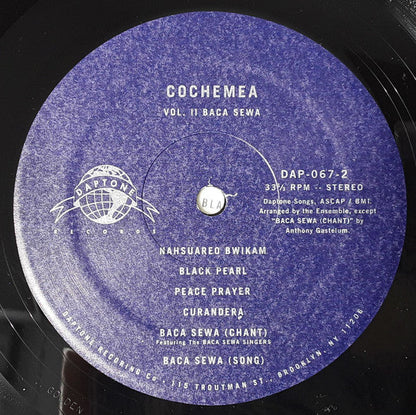 COCHEMEA
VOL. II BACA SEWA
DAPTONE
RECORDS
DAP-067-2
33⅓ RPM -- STEREO
Daptone Songs, ASCAP / BMI.
Arranged by the Ensemble, except
"BACA SEWA (CHANT)" by
Anthony Gastelum.
BLA
NAHSUAREO BWIKAM
BLACK PEARL
PEACE PRAYER
CURANDERA
BACA SEWA (CHANT)
Featuring The BACA SEWA SINGERS
BACA SEWA (SONG)
DAPTONE RECORDING Co. 115 TROUTMAN ST., BROOKLYN, NY 11206